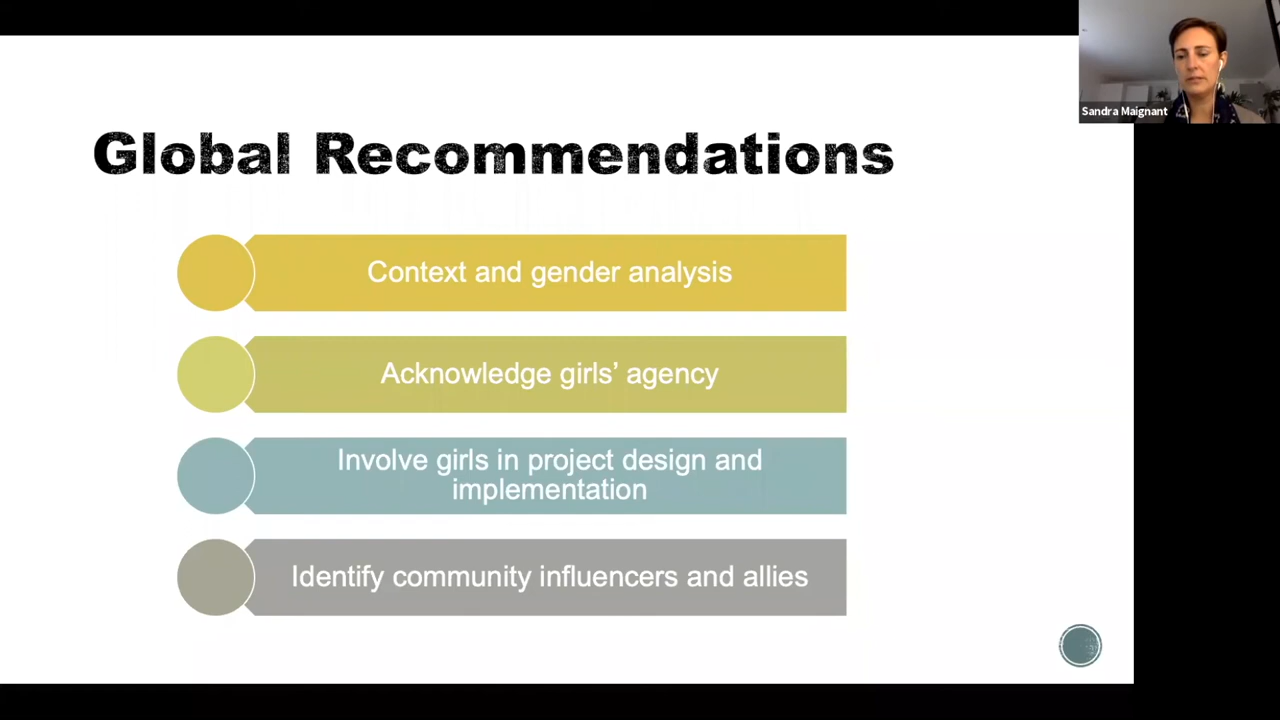 Sandra Maignant
Global Recommendations
Context and gender analysis
Acknowledge girls’ agency
Involve girls in project design and
implementation
Identify community influencers and allies